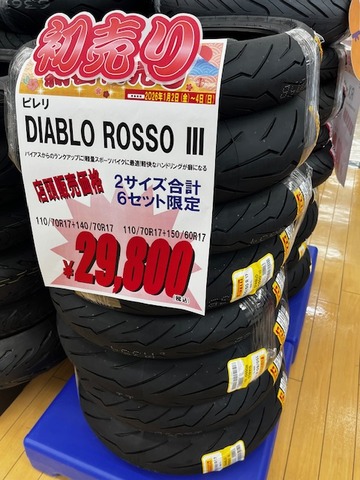 初売り
2026年1月2日(金)~4日(日)
ピレリ
DIABLO ROSSO III
バイアスからのランクアップに!軽量スポーツバイクに最適!軽快なハンドリングが癖になる
店頭販売価格
2サイズ合計
6セット限定
110/70R17+140/70R17 110/70R17+150/60R17
¥29,800
税込